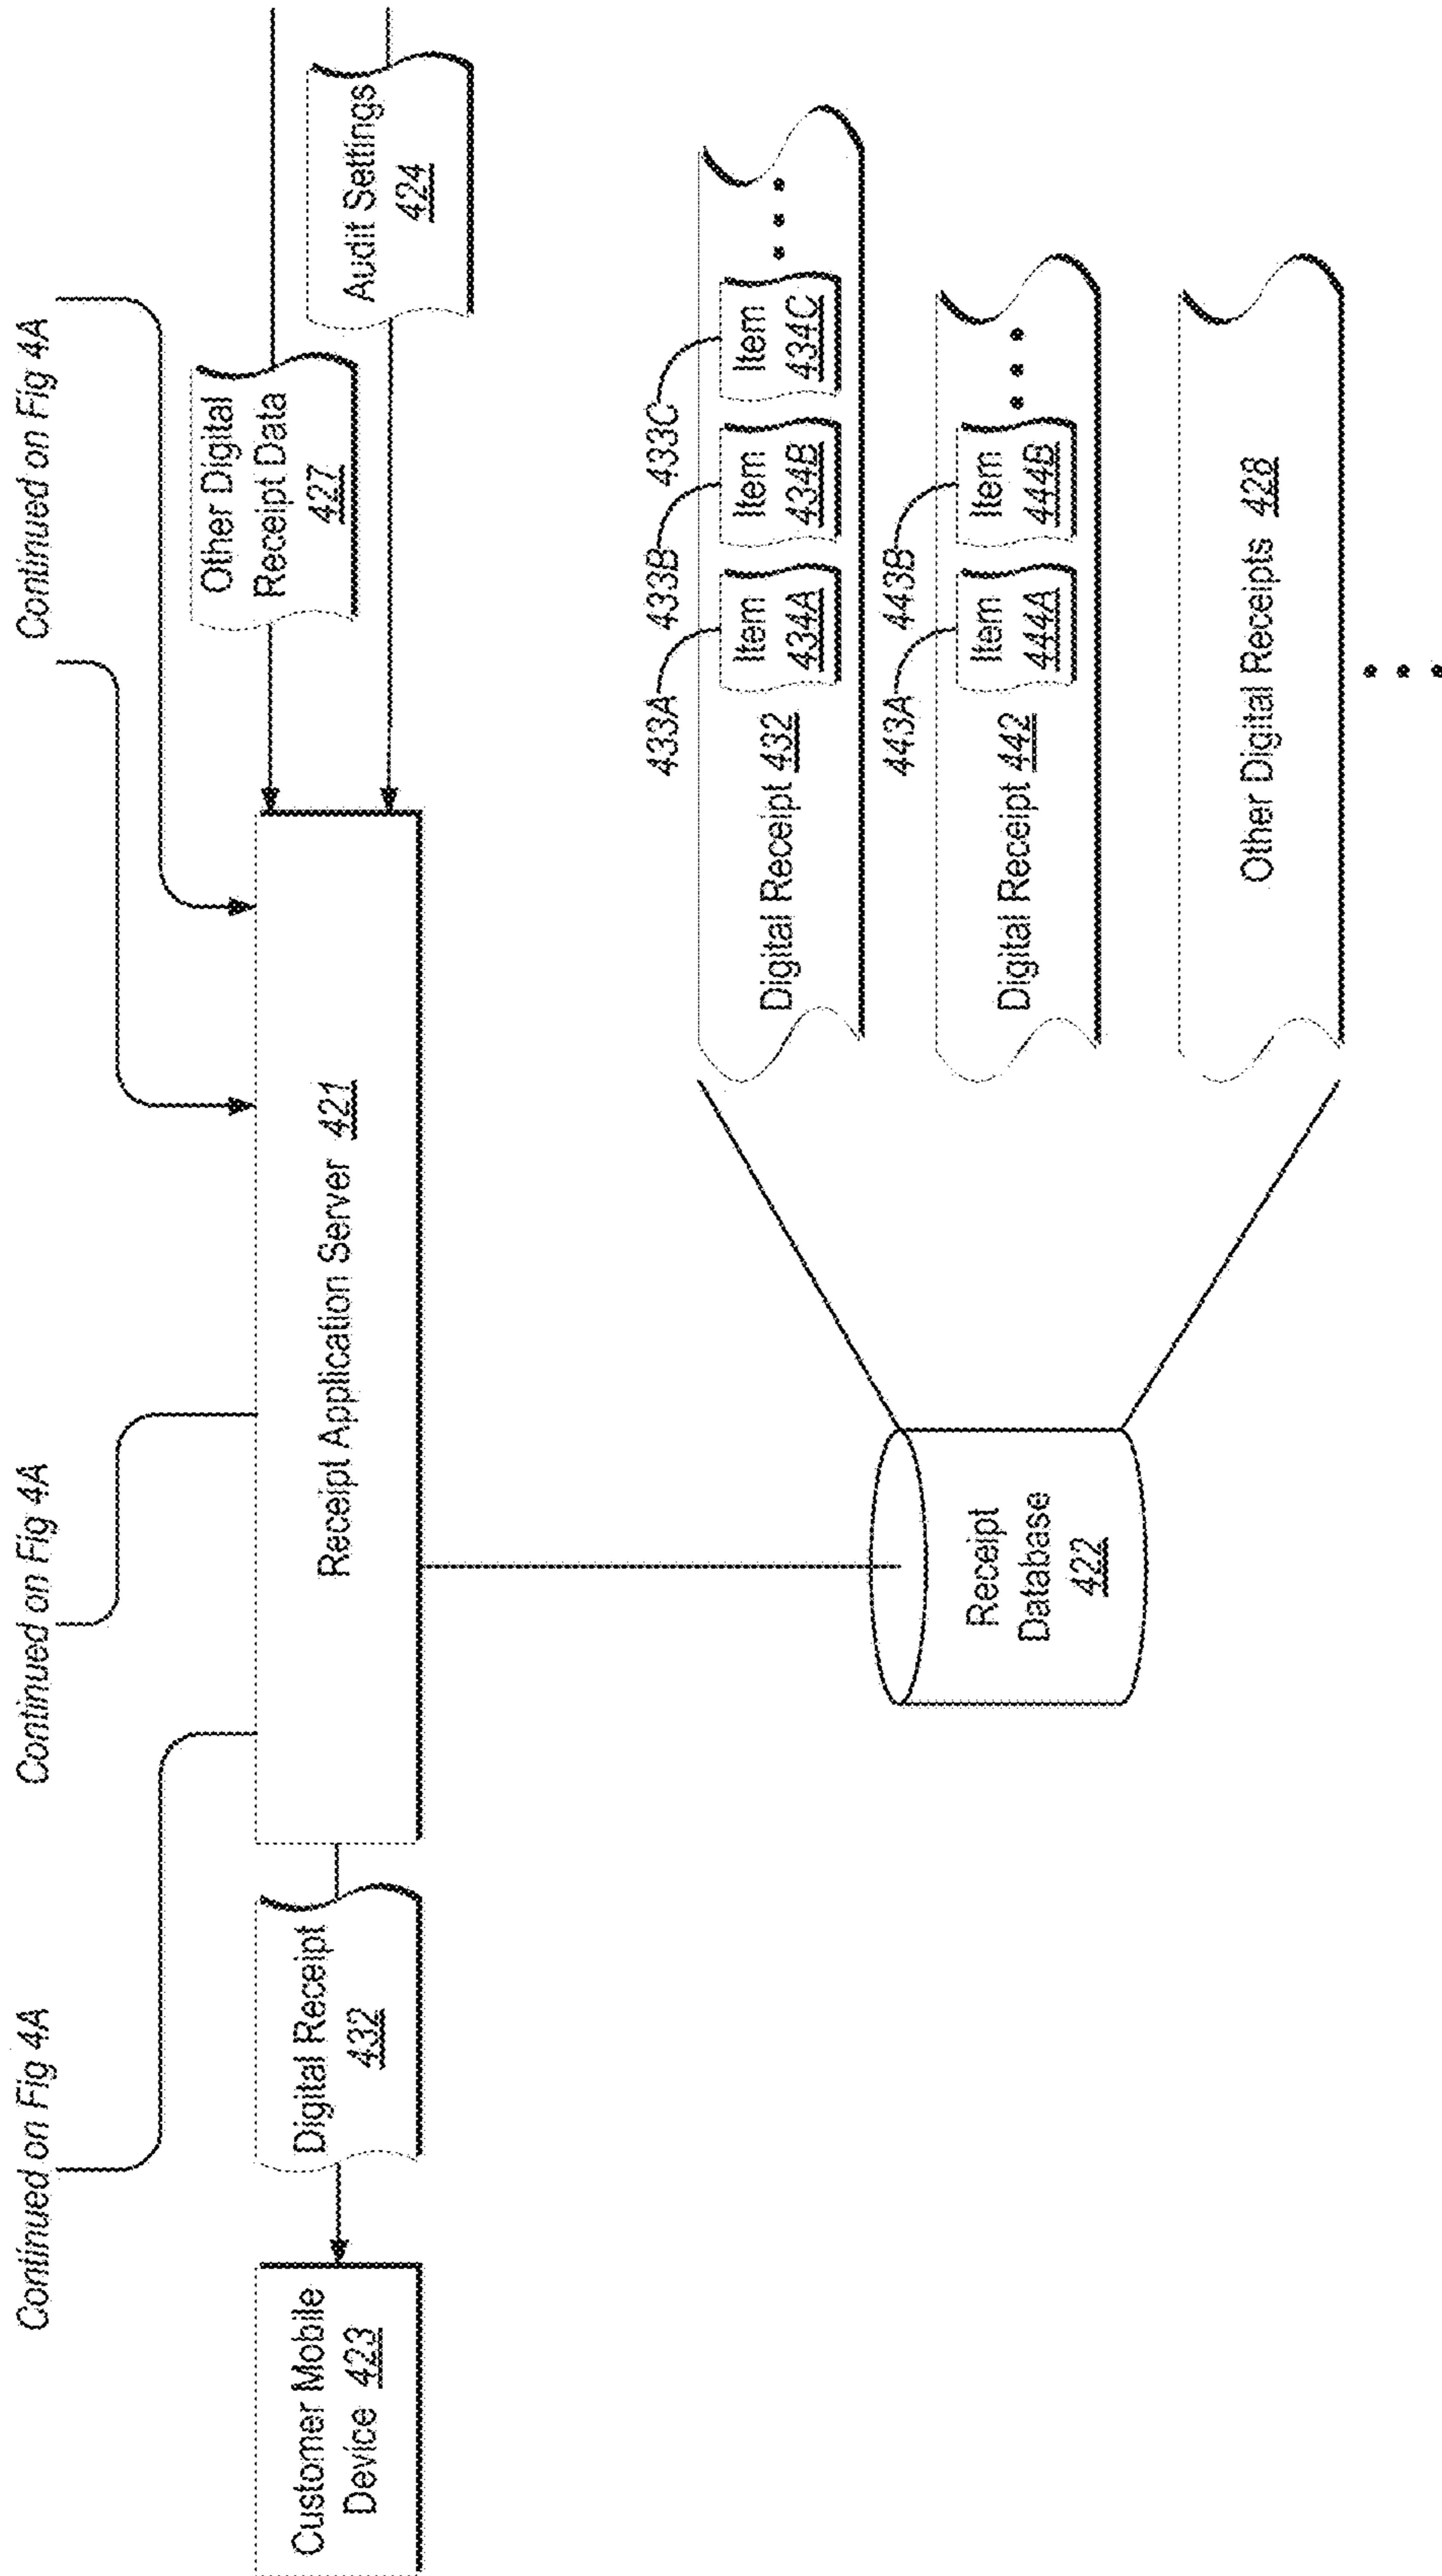 Continued on Fig 4A
Continued on Fig 4A
Continued on Fig 4A
Customer Mobile
Device 423
Digital Receipt
432
Receipt Application Server 421
Other Digital
Receipt Data
427
Audit Settings
424
Receipt
Database
422
433A
433B
433C
Digital Receipt 432
Item
434A
Item
434B
Item
434C
443A
443B
Digital Receipt 442
Item
444A
Item
444B
Other Digital Receipts 428